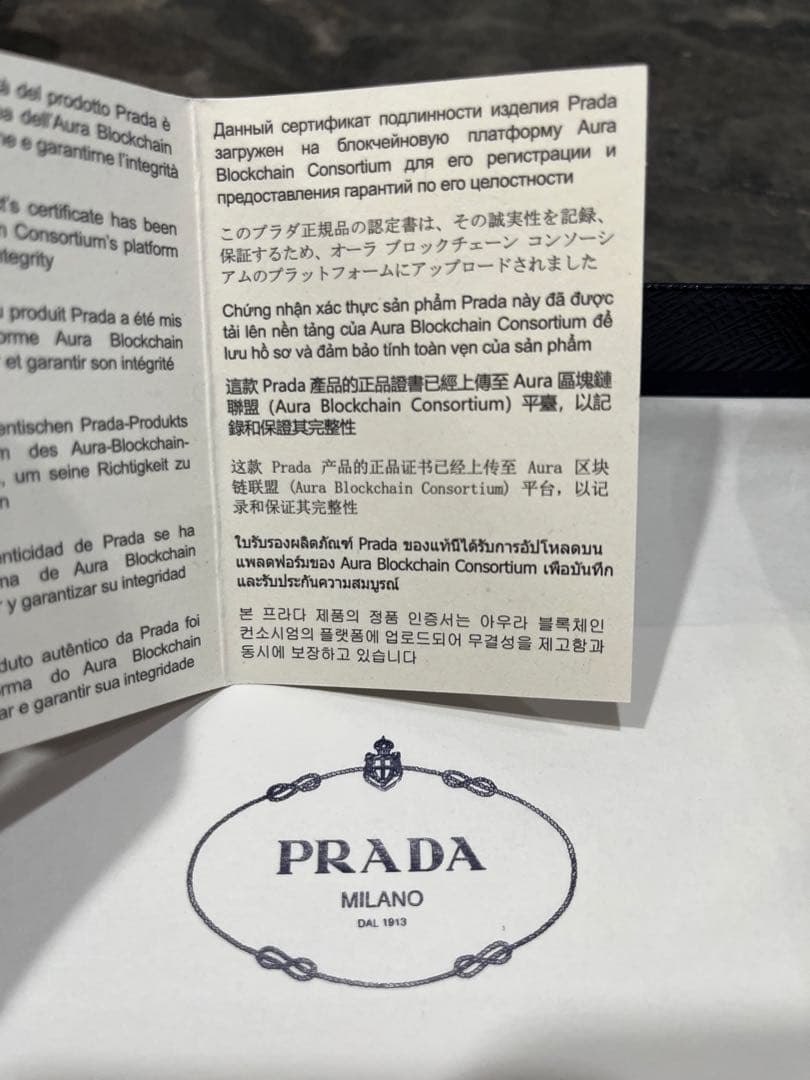 à del prodotto Prada è
dell'Aura Blockchain
e e garantirne l'integrità
's certificate has been
Consortium's platform
tegrity
produit Prada a été mis
orme Aura Blockchain
et garantir son intégrité
entischen Prada-Produkts
des Aura-Blockchain-
, um seine Richtigkeit zu
n
enticidad de Prada se ha
ma de Aura Blockchain
y garantizar su integridad
duto autêntico da Prada foi
rma do Aura Blockchain
ar e garantir sua integridade
Данный сертификат подлинности изделия Prada
загружен на блокчейновую платформу Aura
Blockchain Consortium для его регистрации и
предоставления гарантий по его целостности
このプラダ正規品の認定書は、その誠実性を記録、
保証するため、オーラ ブロックチェーン コンソーシ
アムのプラットフォームにアップロードされました
Chứng nhận xác thực sản phẩm Prada này đã được
tải lên nền tảng của Aura Blockchain Consortium để
lưu hồ sơ và đảm bảo tính toàn vẹn của sản phẩm
這款 Prada 產品的正品證書已經上傳至 Aura 區塊鏈
聯盟（Aura Blockchain Consortium）平臺，以記
錄和保證其完整性
这款 Prada 产品的正品证书已经上传至 Aura 区块
链联盟（Aura Blockchain Consortium）平台，以记
录和保证其完整性
ใบรับรองผลิตภัณฑ์ Prada ของแท้นี้ได้รับการอัปโหลดบน
แพลตฟอร์มของ Aura Blockchain Consortium เพื่อบันทึก
และรับประกันความสมบูรณ์
본 프라다 제품의 정품 인증서는 아우라 블록체인
컨소시엄의 플랫폼에 업로드되어 무결성을 제고함과
동시에 보장하고 있습니다
PRADA
MILANO
DAL 1913